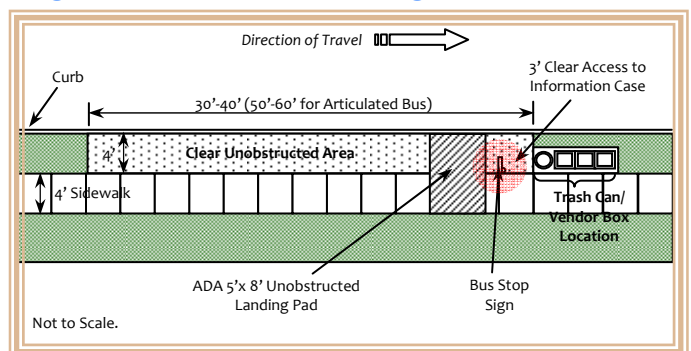 Direction of Travel
3' Clear Access to
Information Case
Curb
30'-40' (50'-60' for Articulated Bus)
4'
Clear Unobstructed Area
4' Sidewalk
Trash Can/
Vendor Box
Location
ADA 5'x 8' Unobstructed
Landing Pad
Bus Stop
Sign
Not to Scale.